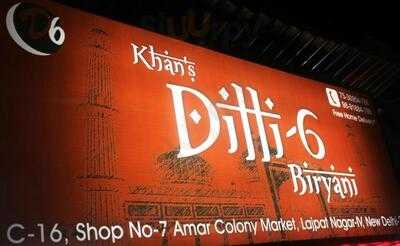 D6
Khan's
Dilli-6
Biryani
Free Home Delivery
C-16, Shop No-7 Amar Colony Market, Lajpat Nagar-IV, New Delhi-